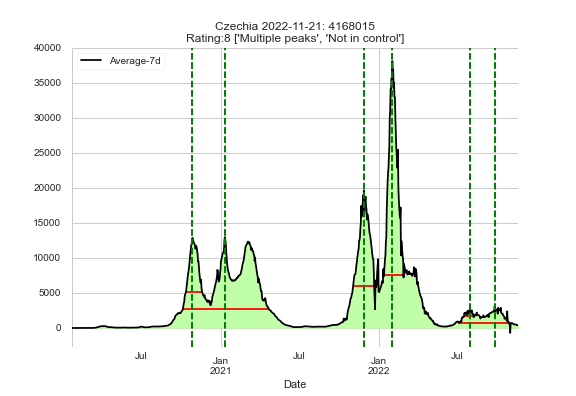 Czechia 2022-11-21: 4168015
Rating:8 ['Multiple peaks', 'Not in control']
40000
Average-7d
35000
30000
25000
20000
15000
10000
5000
0
Jul
Jan
2021
Jul
Jan
2022
Jul
Date